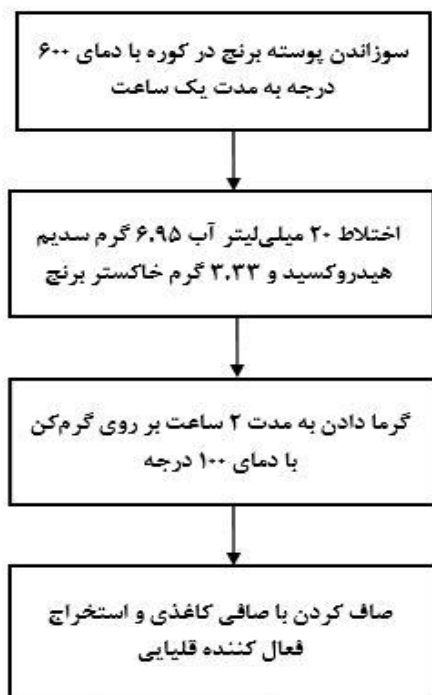 سوزاندن پوسته برنج در کوره با دمای ۶۰۰
درجه به مدت یک ساعت
اختلاط ۲۰ میلی‌لیتر آب ۶.۹۵ گرم سدیم
هیدروکسید و ۳.۳۳ گرم خاکستر برنج
گرما دادن به مدت ۲ ساعت بر روی گرم‌کن
با دمای ۱۰۰ درجه
صاف کردن با صافی کاغذی و استخراج
فعال کننده قلیایی